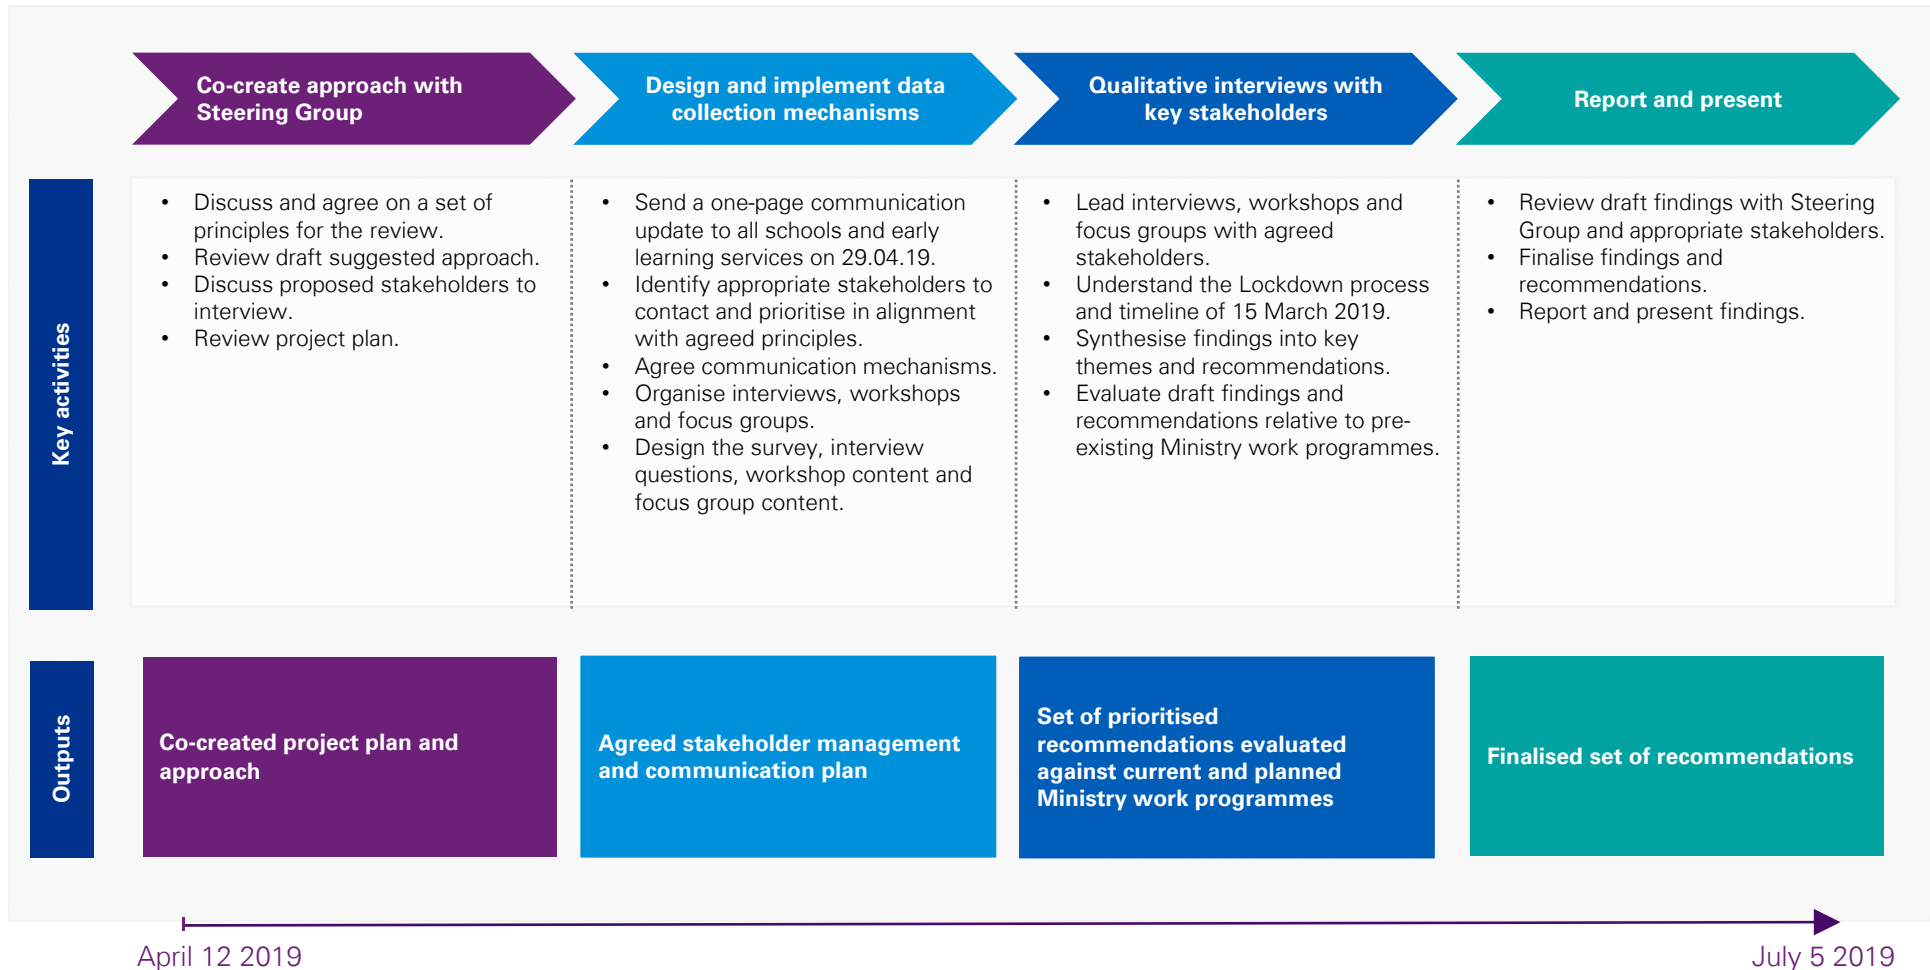 Co-create approach with
Steering Group
Design and implement data
collection mechanisms
Qualitative interviews with
key stakeholders
Report and present
Key activities
• Discuss and agree on a set of
principles for the review.
• Review draft suggested approach.
• Discuss proposed stakeholders to
interview.
• Review project plan.
• Send a one-page communication
update to all schools and early
learning services on 29.04.19.
• Identify appropriate stakeholders to
contact and prioritise in alignment
with agreed principles.
• Agree communication mechanisms.
• Organise interviews, workshops
and focus groups.
• Design the survey, interview
questions, workshop content and
focus group content.
• Lead interviews, workshops and
focus groups with agreed
stakeholders.
• Understand the Lockdown process
and timeline of 15 March 2019.
• Synthesise findings into key
themes and recommendations.
• Evaluate draft findings and
recommendations relative to pre-
existing Ministry work programmes.
• Review draft findings with Steering
Group and appropriate stakeholders.
• Finalise findings and
recommendations.
• Report and present findings.
Outputs
Co-created project plan and
approach
Agreed stakeholder management
and communication plan
Set of prioritised
recommendations evaluated
against current and planned
Ministry work programmes
Finalised set of recommendations
April 12 2019
July 5 2019